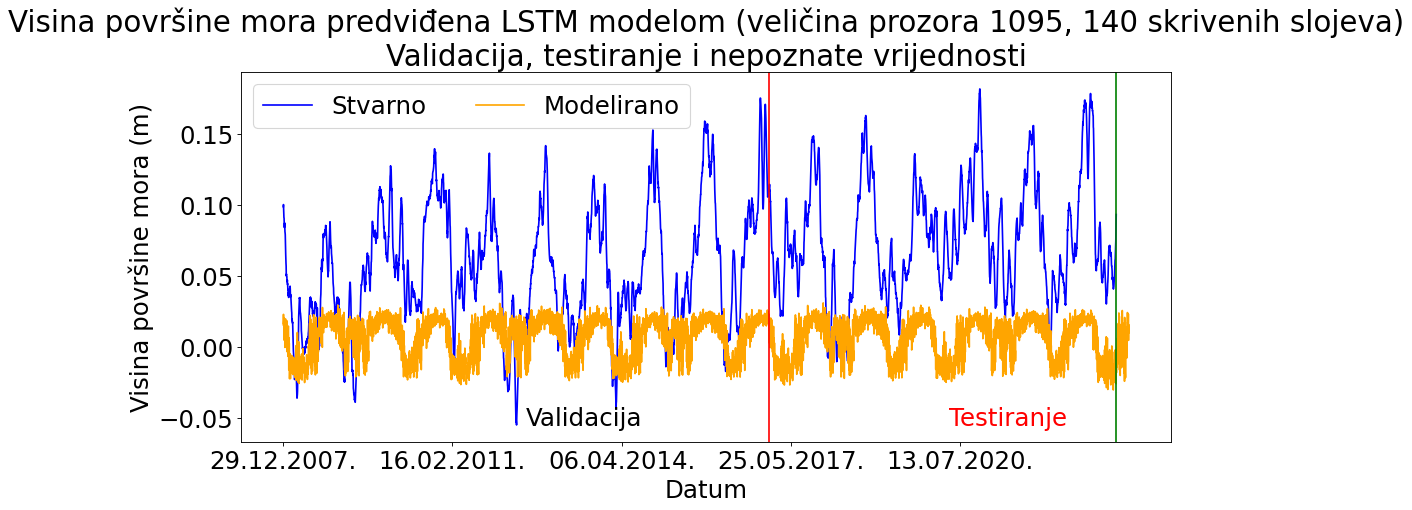 Visina površine mora predviđena LSTM modelom (veličina prozora 1095, 140 skrivenih slojeva)
Validacija, testiranje i nepoznate vrijednosti
Stvarno Modelirano
Visina površine mora (m)
0.15
0.10
0.05
0.00
−0.05
Validacija Testiranje
29.12.2007. 16.02.2011. 06.04.2014. 25.05.2017. 13.07.2020.
Datum